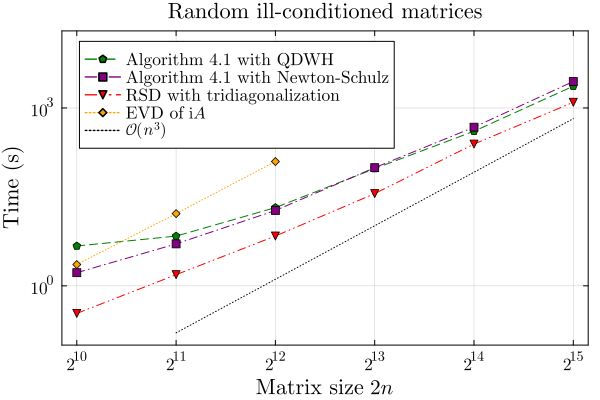 Random ill-conditioned matrices
Algorithm 4.1 with QDWH
Algorithm 4.1 with Newton-Schulz
RSD with tridiagonalization
EVD of iA
𝒪(n³)
Time (s)
10³
10⁰
2¹⁰ 2¹¹ 2¹² 2¹³ 2¹⁴ 2¹⁵
Matrix size 2n